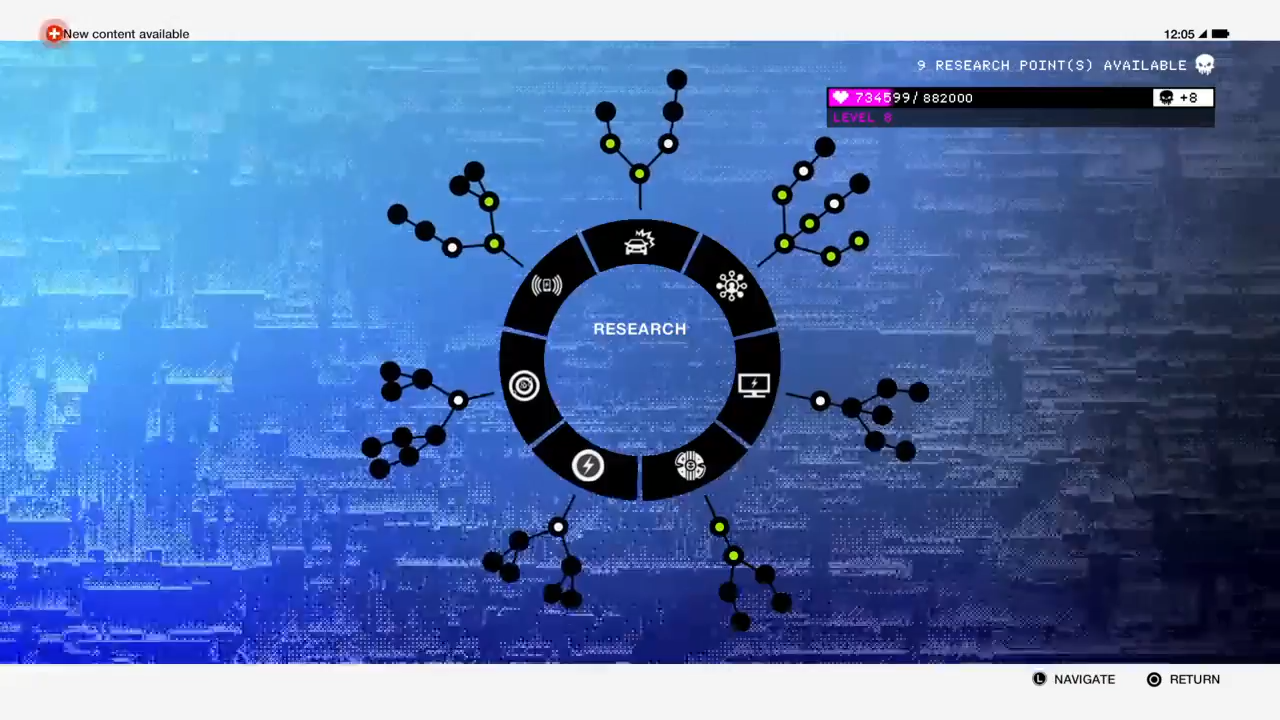 New content available
12:05
9 RESEARCH POINT(S) AVAILABLE
734599/882000
+8
LEVEL 8
RESEARCH
NAVIGATE
RETURN